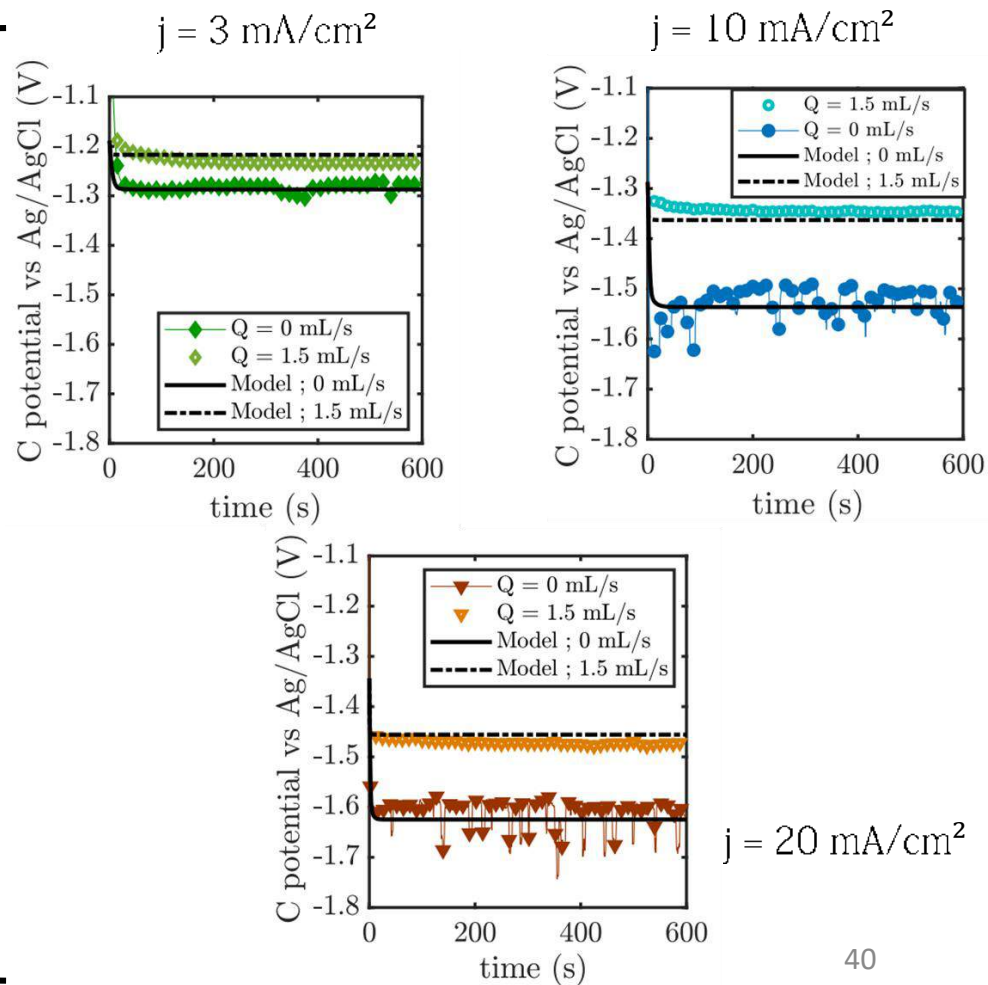 j = 3 mA/cm²
C potential vs Ag/AgCl (V)
-1.1
-1.2
-1.3
-1.4
-1.5
-1.6
-1.7
-1.8
Q = 0 mL/s
Q = 1.5 mL/s
Model ; 0 mL/s
Model ; 1.5 mL/s
0 200 400 600
time (s)
j = 10 mA/cm²
C potential vs Ag/AgCl (V)
-1.1
-1.2
-1.3
-1.4
-1.5
-1.6
-1.7
-1.8
Q = 1.5 mL/s
Q = 0 mL/s
Model ; 0 mL/s
Model ; 1.5 mL/s
0 200 400 600
time (s)
C potential vs Ag/AgCl (V)
-1.1
-1.2
-1.3
-1.4
-1.5
-1.6
-1.7
-1.8
Q = 0 mL/s
Q = 1.5 mL/s
Model ; 0 mL/s
Model ; 1.5 mL/s
0 200 400 600
time (s)
j = 20 mA/cm²
40